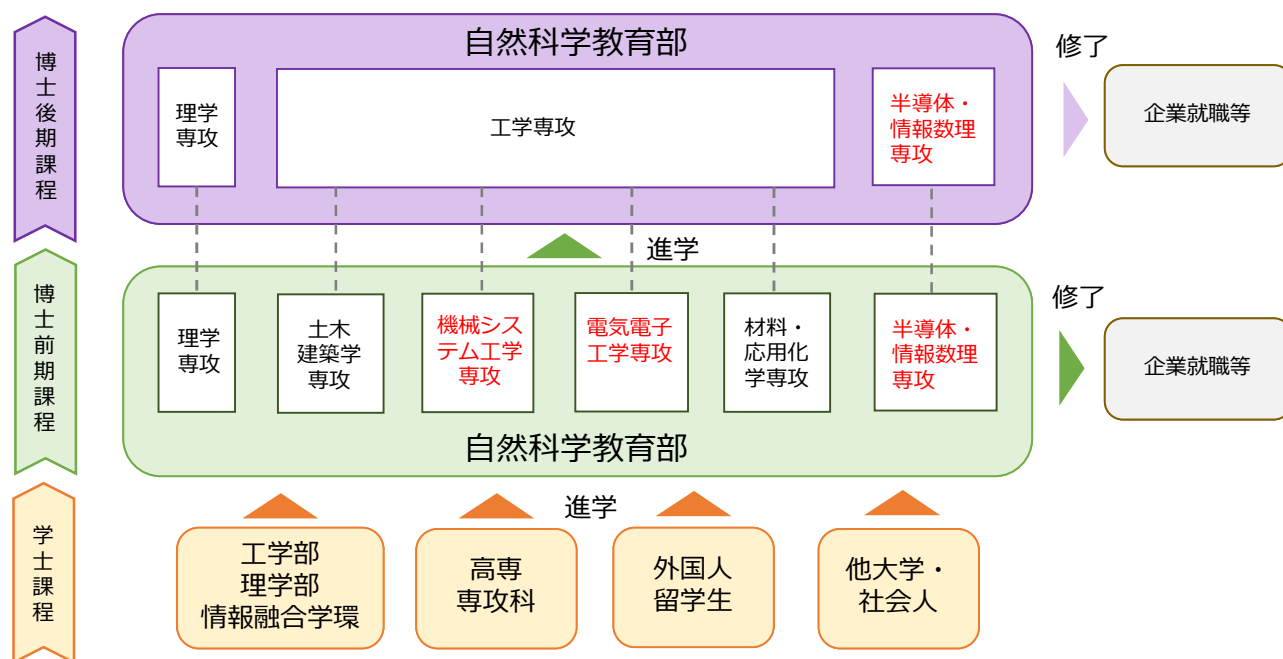 博士後期課程
自然科学教育部
理学
専攻
工学専攻
半導体・
情報数理
専攻
修了
企業就職等
進学
博士前期課程
理学
専攻
土木
建築学
専攻
機械シス
テム工学
専攻
電気電子
工学専攻
材料・
応用化
学専攻
半導体・
情報数理
専攻
自然科学教育部
修了
企業就職等
進学
学士課程
工学部
理学部
情報融合学環
高専
専攻科
外国人
留学生
他大学・
社会人